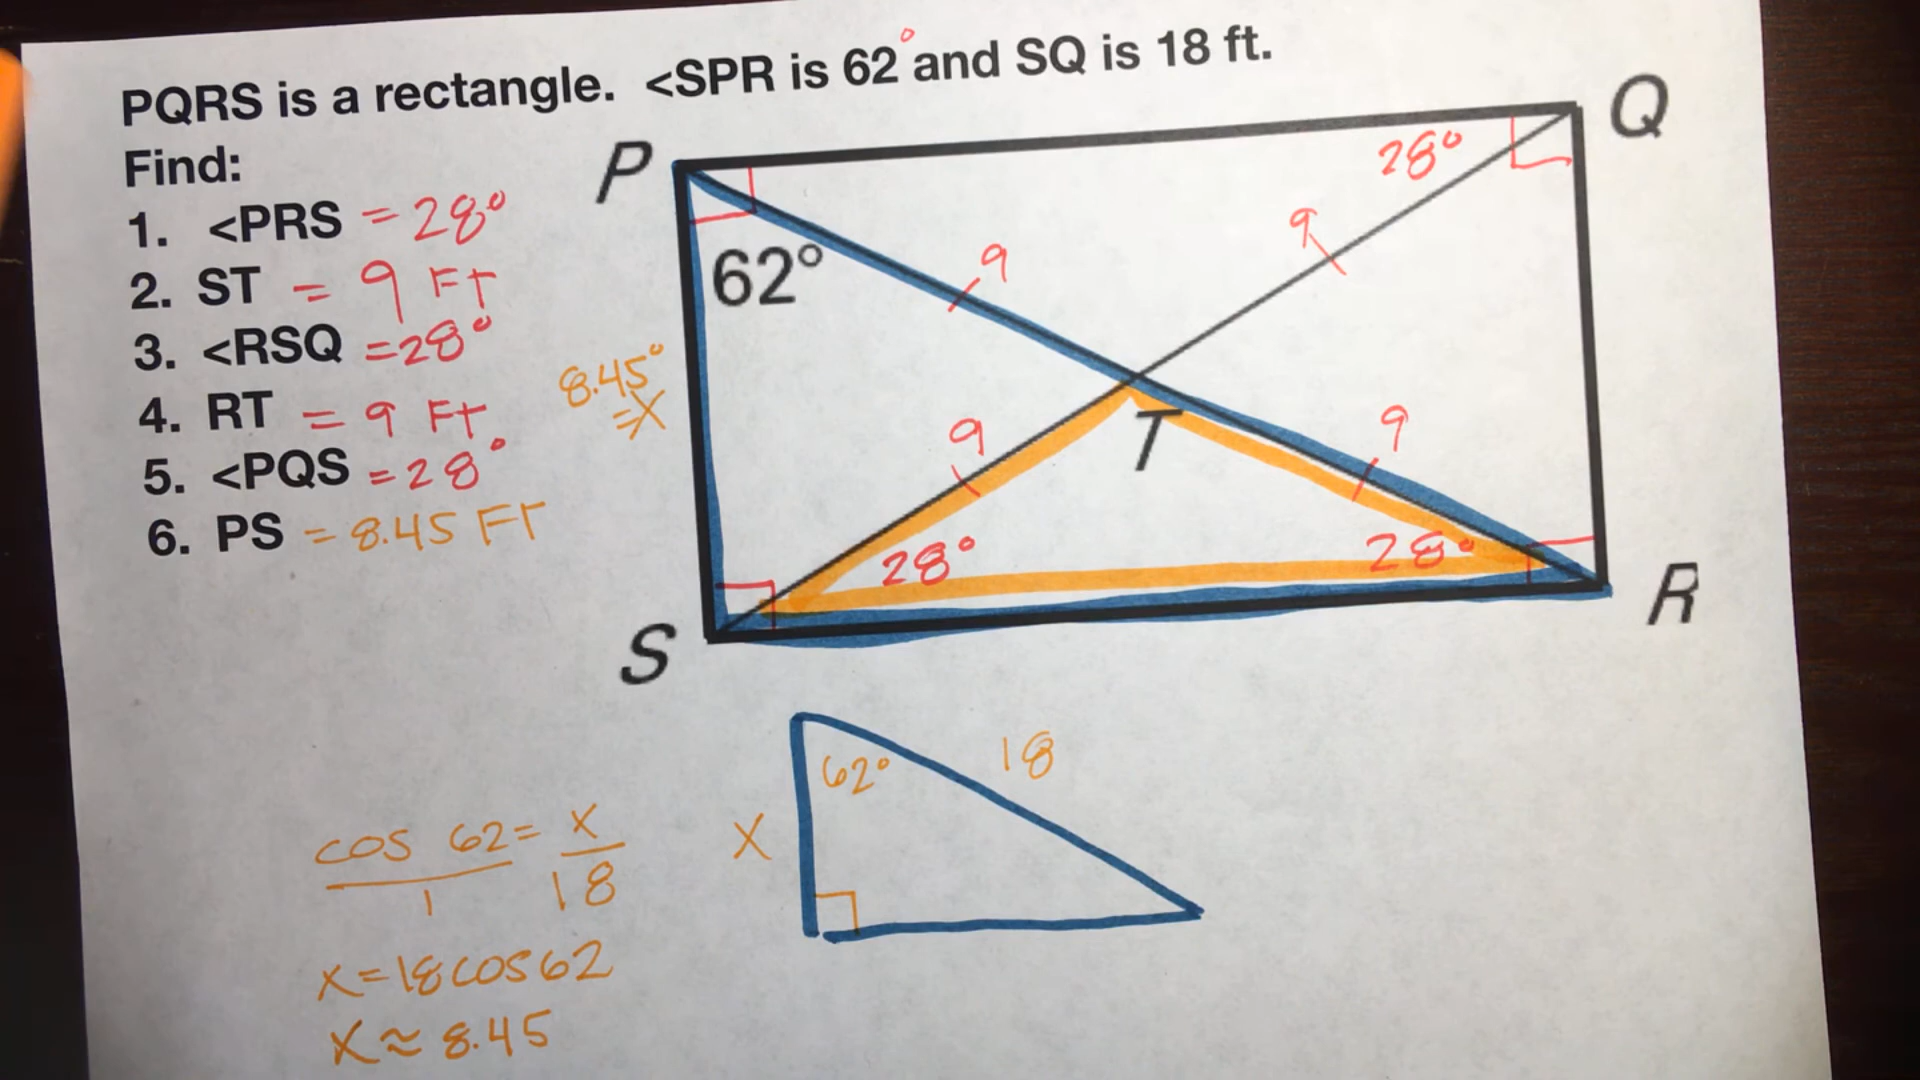 PQRS is a rectangle. <SPR is 62° and SQ is 18 ft.
Find:
1. <PRS = 28°
2. ST = 9 FT
3. <RSQ = 28°
4. RT = 9 FT
5. <PQS = 28°
6. PS = 8.45 FT
P
Q
28°
62°
9
9
8.45°
=X
9
T
9
28°
28°
S
R
62°
18
X
cos 62 = x
1 18
x = 18 cos 62
x ≈ 8.45